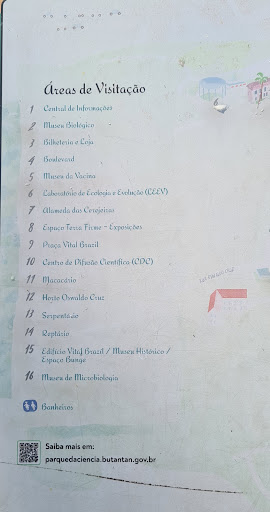 Áreas de Visitação
1 Central de Informações
2 Museu Biológico
3 Bilheteria e Loja
4 Boulevard
5 Museu da Vacina
6 Laboratório de Ecologia e Evolução (LEEV)
7 Alameda das Cerejeiras
8 Espaço Terra Firme - Exposições
9 Praça Vital Brazil
10 Centro de Difusão Científica (CDC)
11 Macacário
12 Horto Oswaldo Cruz
13 Serpentário
14 Reptário
15 Edifício Vital Brazil / Museu Histórico /
Espaço Bunge
16 Museu de Microbiologia
Banheiros
Saiba mais em:
parquedaciencia.butantan.gov.br